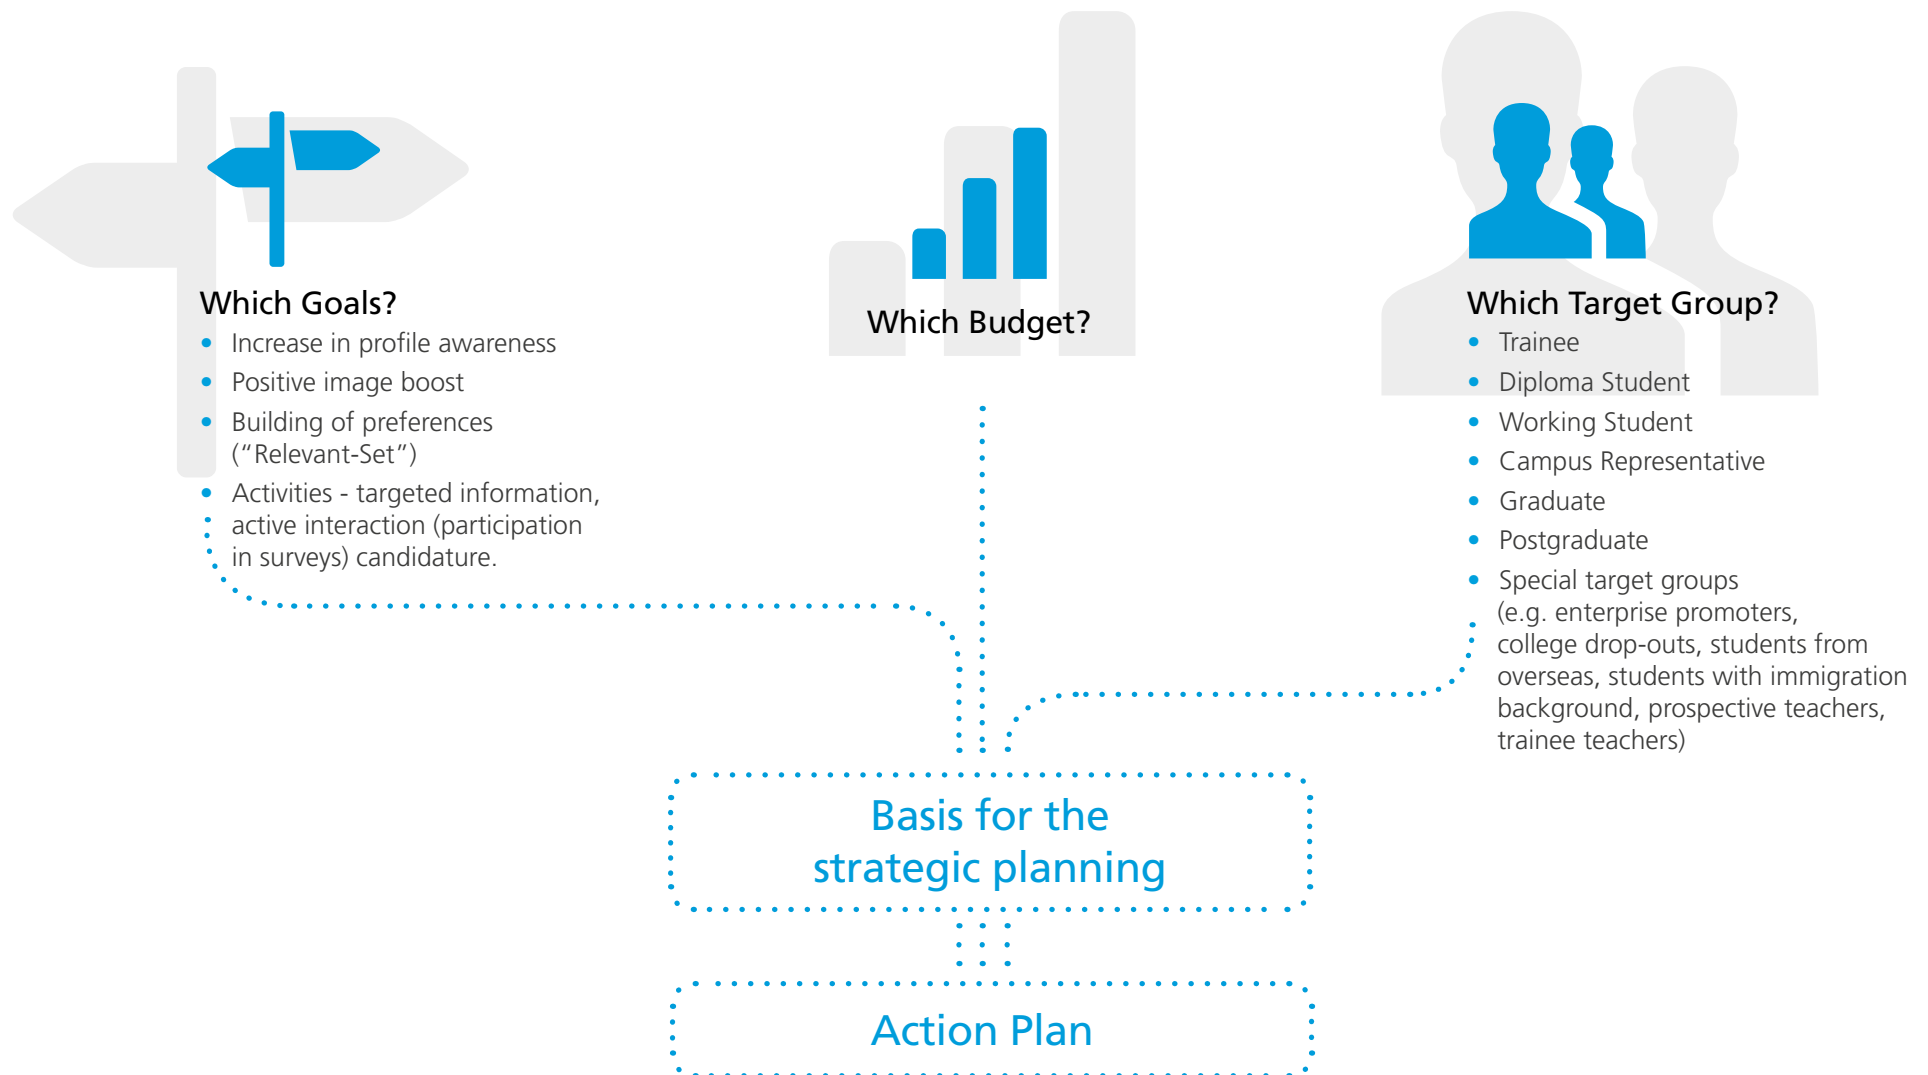 Which Goals?
• Increase in profile awareness
• Positive image boost
• Building of preferences
(“Relevant-Set”)
• Activities - targeted information,
active interaction (participation
in surveys) candidature.
Which Budget?
Which Target Group?
• Trainee
• Diploma Student
• Working Student
• Campus Representative
• Graduate
• Postgraduate
• Special target groups
(e.g. enterprise promoters,
college drop-outs, students from
overseas, students with immigration
background, prospective teachers,
trainee teachers)
Basis for the
strategic planning
Action Plan